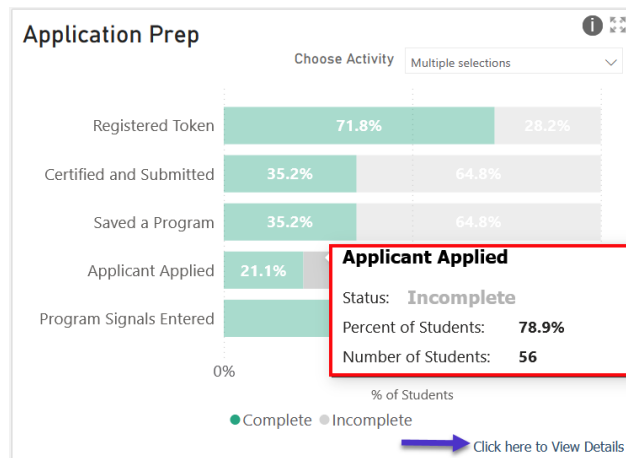 Application Prep
Choose Activity Multiple selections
Registered Token 71.8% 28.2%
Certified and Submitted 35.2% 64.8%
Saved a Program 35.2% 64.8%
Applicant Applied 21.1%
Program Signals Entered
Applicant Applied
Status: Incomplete
Percent of Students: 78.9%
Number of Students: 56
0%
% of Students
Complete Incomplete
Click here to View Details